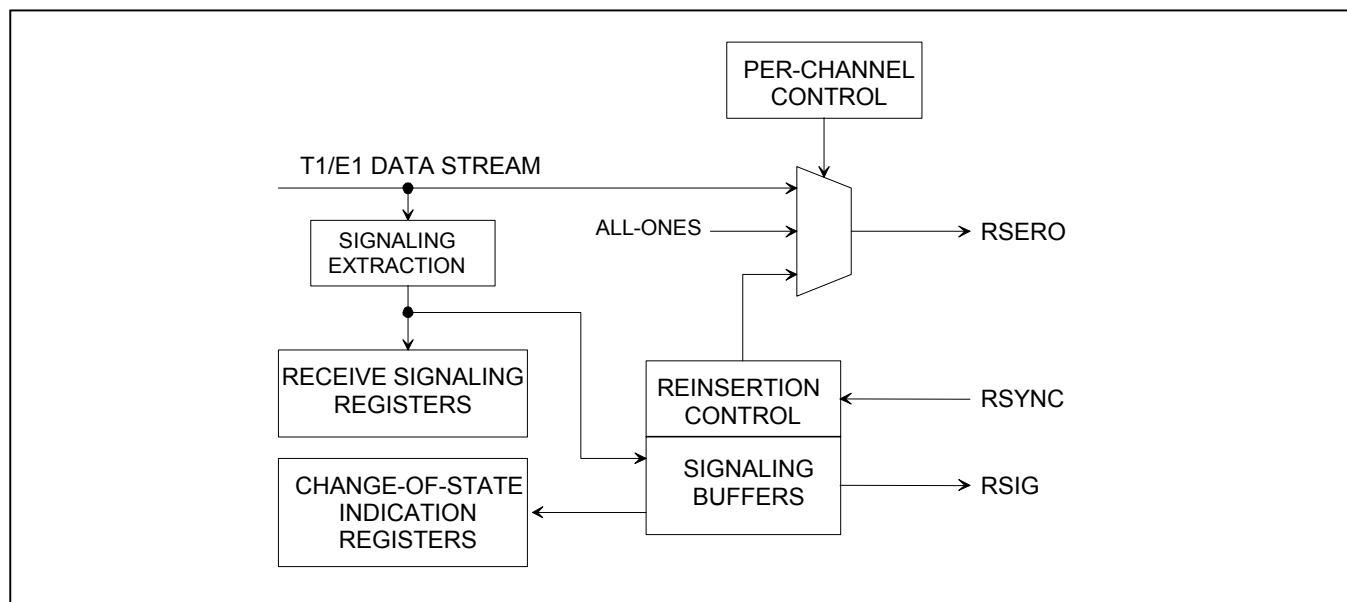 PER-CHANNEL
CONTROL
T1/E1 DATA STREAM
ALL-ONES
RSERO
SIGNALING
EXTRACTION
RECEIVE SIGNALING
REGISTERS
REINSERTION
CONTROL
RSYNC
CHANGE-OF-STATE
INDICATION
REGISTERS
SIGNALING
BUFFERS
RSIG